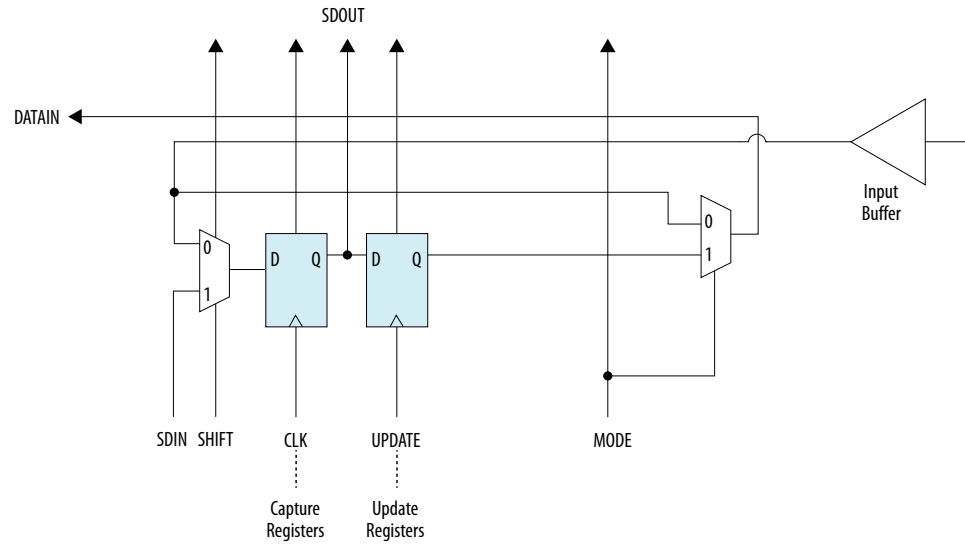 SDOUT
DATAIN
Input
Buffer
0
1
D Q
D Q
0
1
SDIN SHIFT CLK UPDATE MODE
Capture
Registers
Update
Registers